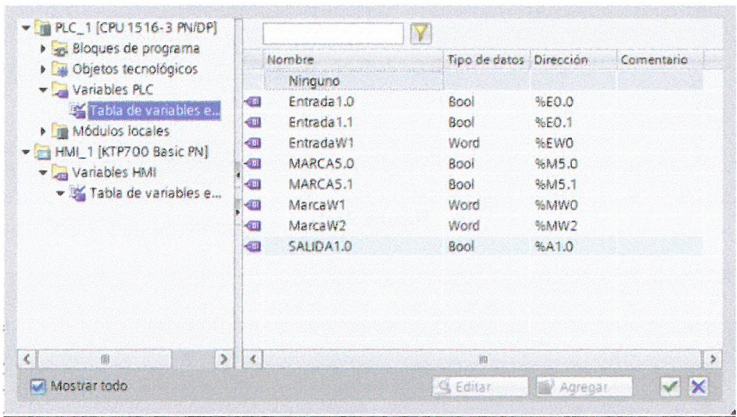 PLC_1 [CPU 1516-3 PN/DP]
Bloques de programa
Objetos tecnológicos
Variables PLC
Tabla de variables e...
Módulos locales
HMI_1 [KTP700 Basic PN]
Variables HMI
Tabla de variables e...
Nombre Tipo de datos Dirección Comentario
Ninguno
Entrada1.0 Bool %E0.0
Entrada1.1 Bool %E0.1
EntradaW1 Word %EW0
MARCA5.0 Bool %M5.0
MARCA5.1 Bool %M5.1
MarcaW1 Word %MW0
MarcaW2 Word %MW2
SALIDA1.0 Bool %A1.0
Mostrar todo
Editar Agregar